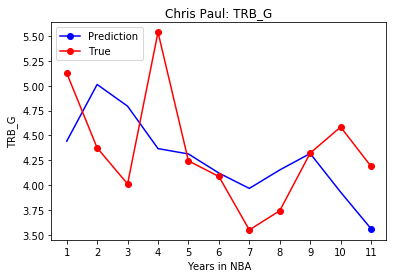 Chris Paul: TRB_G
Prediction
True
TRB_G
5.50
5.25
5.00
4.75
4.50
4.25
4.00
3.75
3.50
1 2 3 4 5 6 7 8 9 10 11
Years in NBA